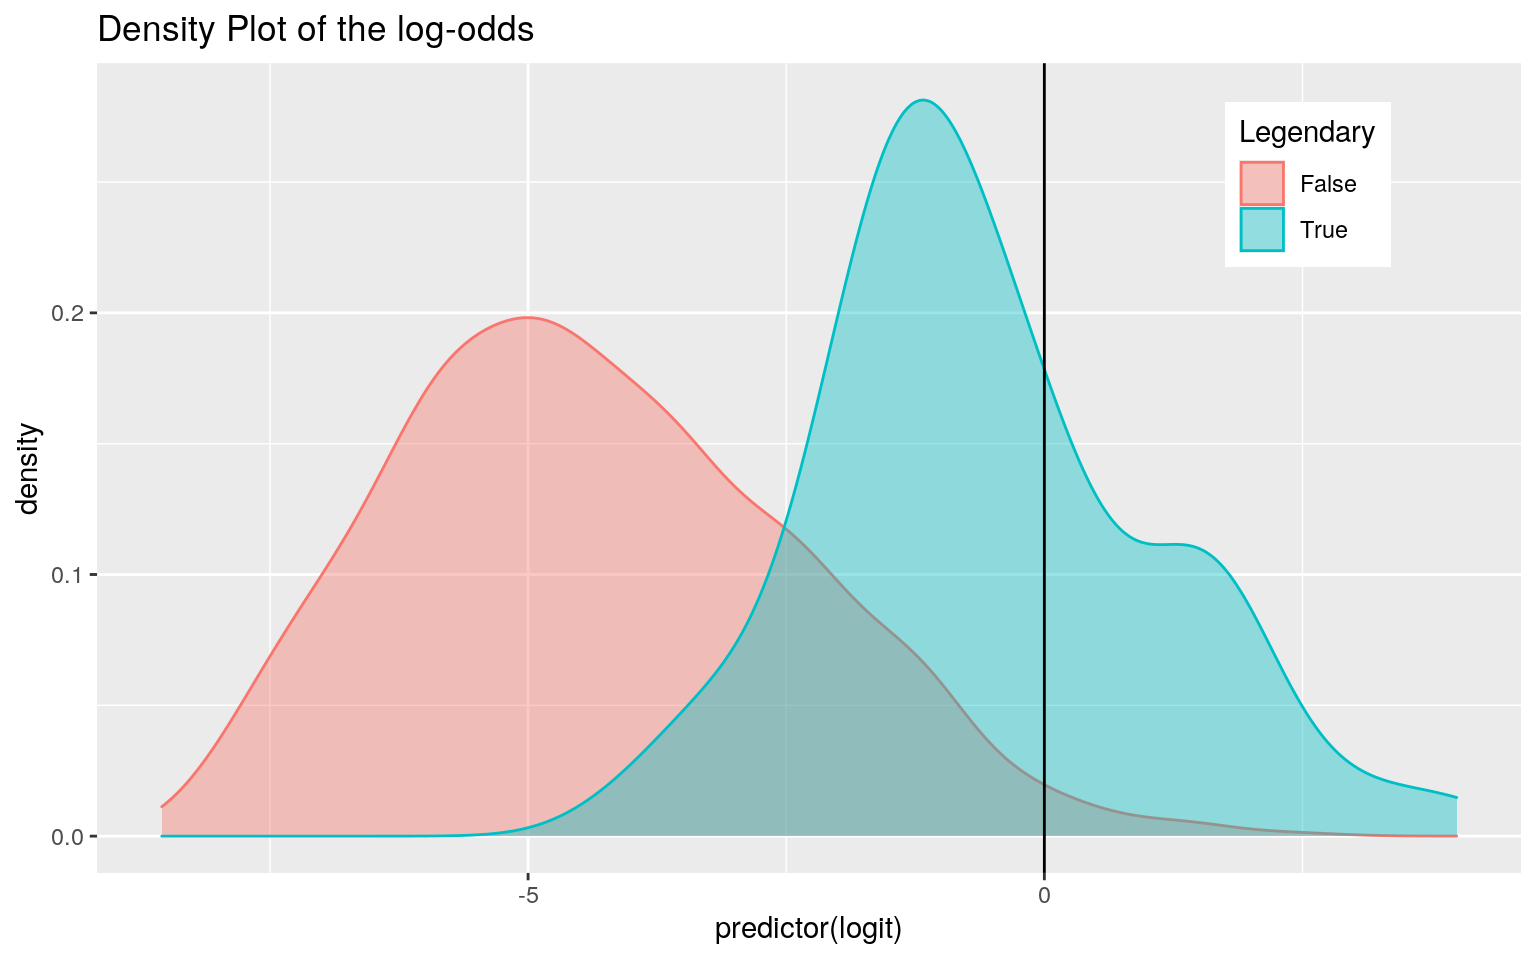 Density Plot of the log-odds
Legendary
False
True
density
0.2
0.1
0.0
-5
0
predictor(logit)